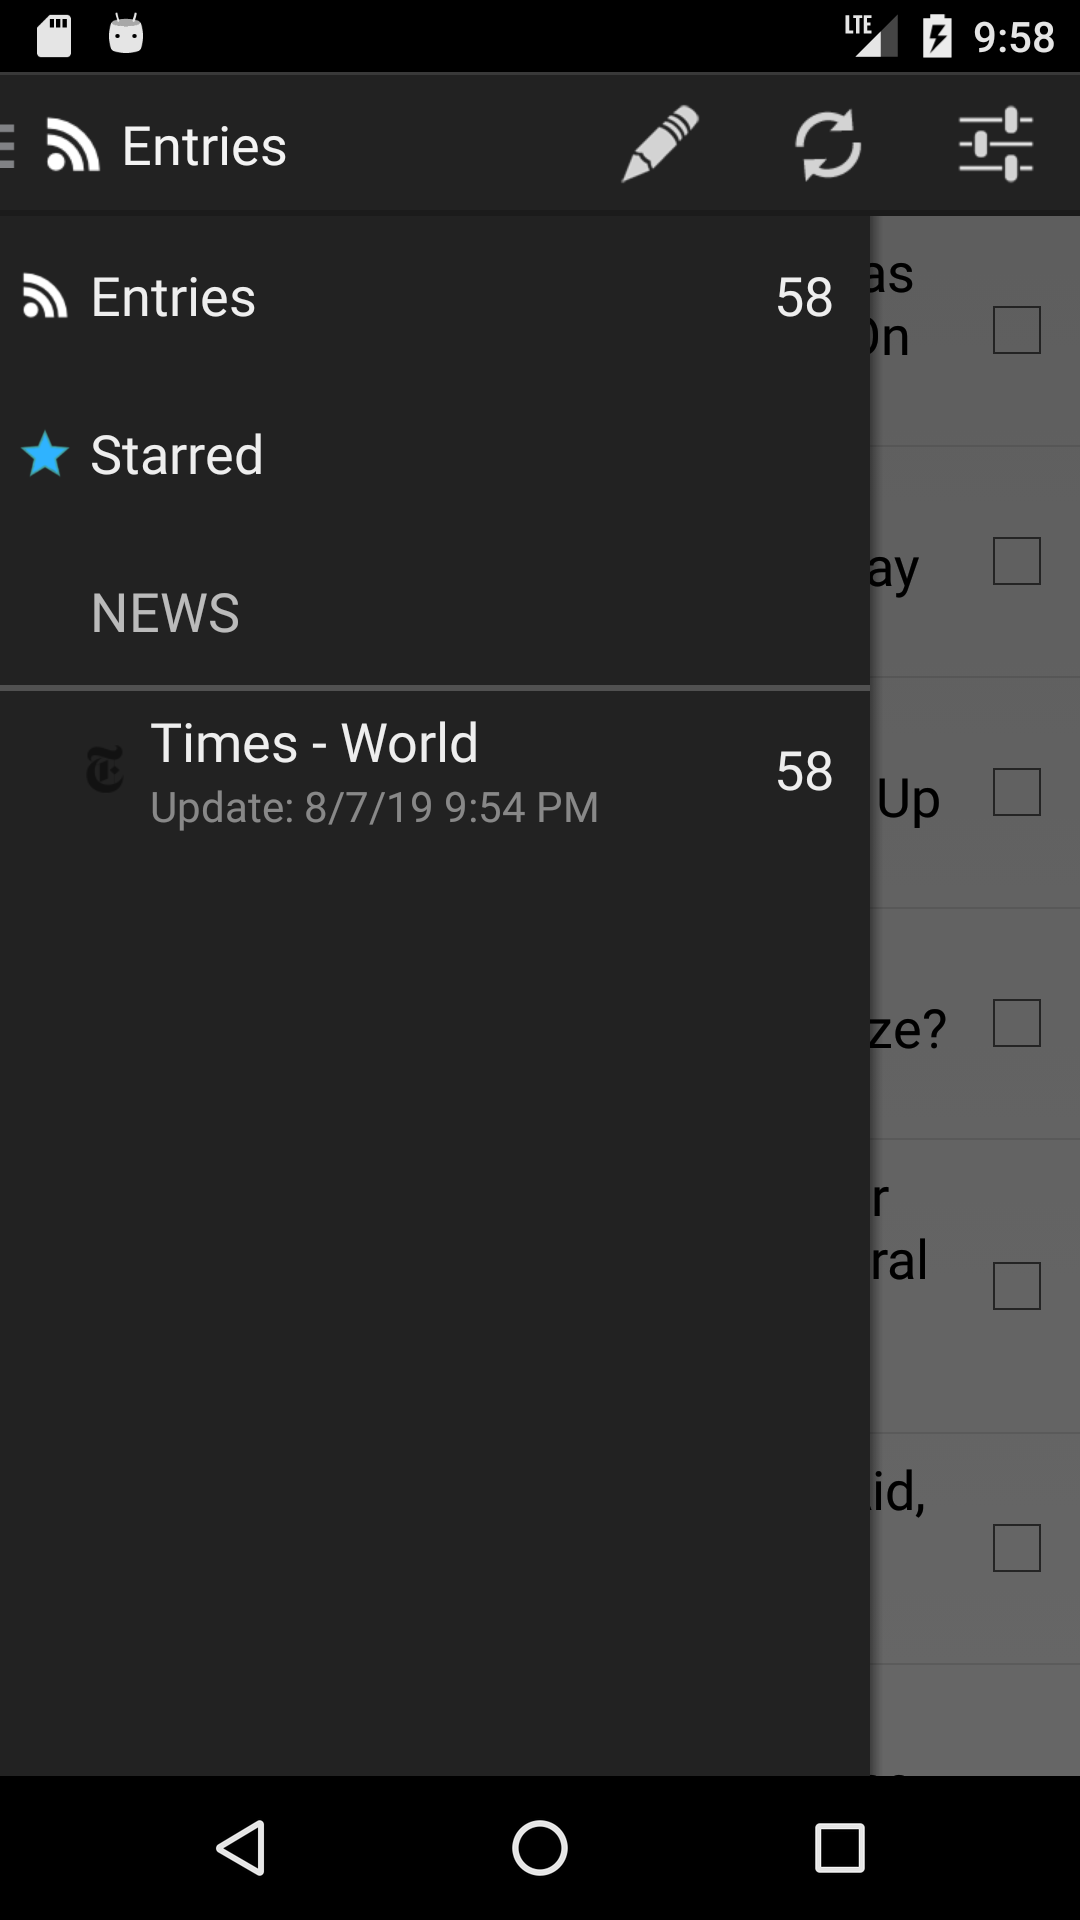 LTE 9:58
Entries
Entries 58
as
On
Starred
ay
NEWS
Times - World 58
Update: 8/7/19 9:54 PM
Up
ze?
r
ral
id,